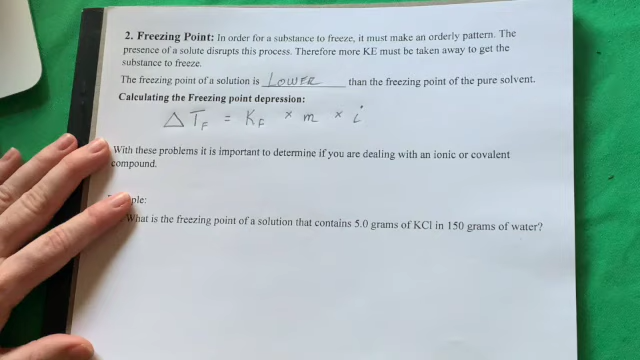 2. Freezing Point: In order for a substance to freeze, it must make an orderly pattern. The
presence of a solute disrupts this process. Therefore more KE must be taken away to get the
substance to freeze.
The freezing point of a solution is LOWER than the freezing point of the pure solvent.
Calculating the Freezing point depression:
Δ TF = KF × m × i
With these problems it is important to determine if you are dealing with an ionic or covalent
compound.
ple:
What is the freezing point of a solution that contains 5.0 grams of KCl in 150 grams of water?